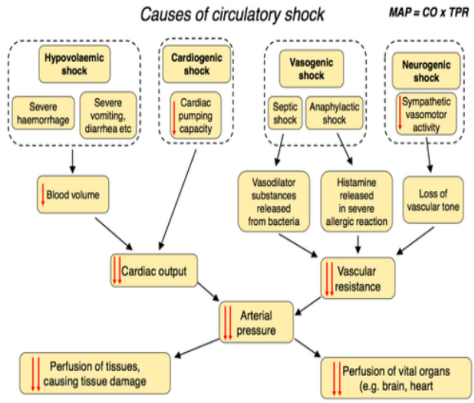 Causes of circulatory shock
MAP = CO x TPR
Hypovolaemic
shock
Severe
haemorrhage
Severe
vomiting,
diarrhea etc
Cardiogenic
shock
Cardiac
pumping
capacity
Vasogenic
shock
Septic
shock
Anaphylactic
shock
Neurogenic
shock
Sympathetic
vasomotor
activity
Blood volume
Vasodilator
substances
released
from bacteria
Histamine
released
in severe
allergic reaction
Loss of
vascular tone
Cardiac output
Vascular
resistance
Arterial
pressure
Perfusion of tissues,
causing tissue damage
Perfusion of vital organs
(e.g. brain, heart